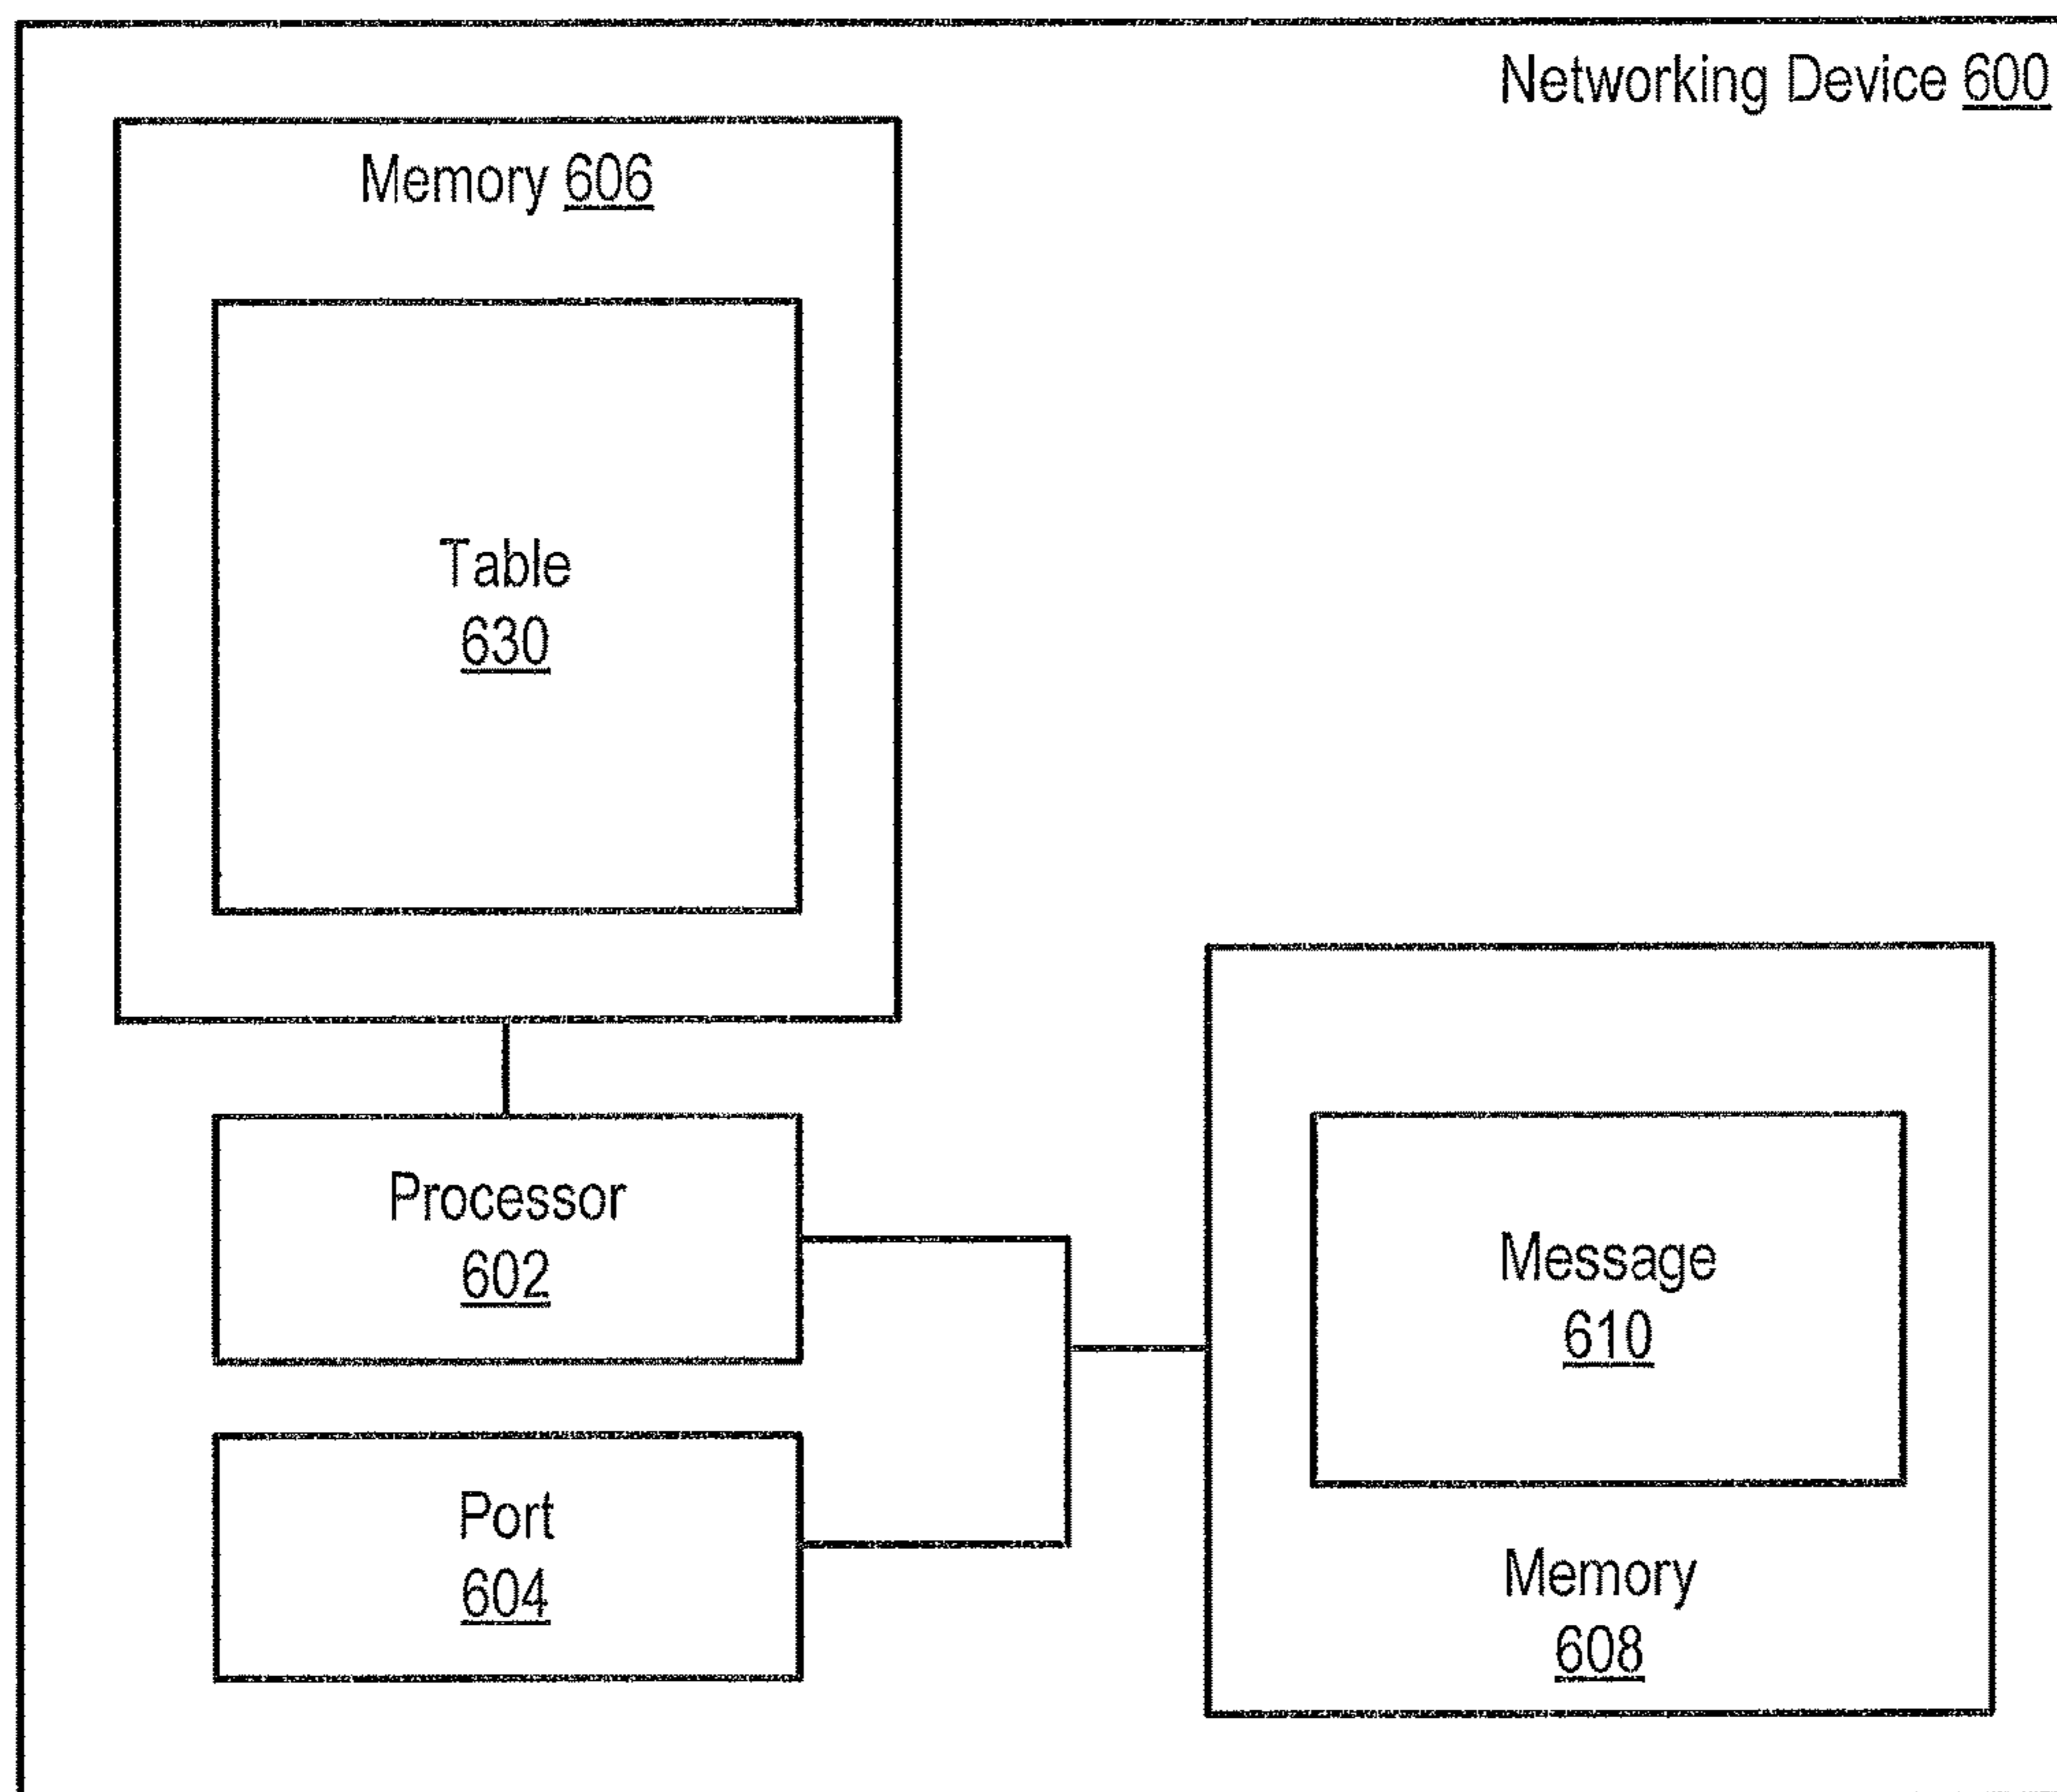 Networking Device 600
Memory 606
Table
630
Processor
602
Port
604
Message
610
Memory
608